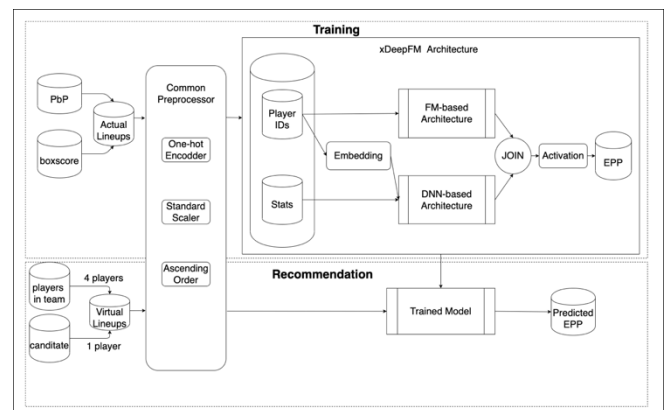 Training
xDeepFM Architecture
PbP
boxscore
Actual
Lineups
Common
Preprocessor
One-hot
Encodder
Standard
Scaler
Ascending
Order
Player
IDs
Stats
Embedding
FM-based
Architecture
DNN-based
Architecture
JOIN
Activation
EPP
Recommendation
players
in team
4 players
canditate
1 player
Virtual
Lineups
Trained Model
Predicted
EPP